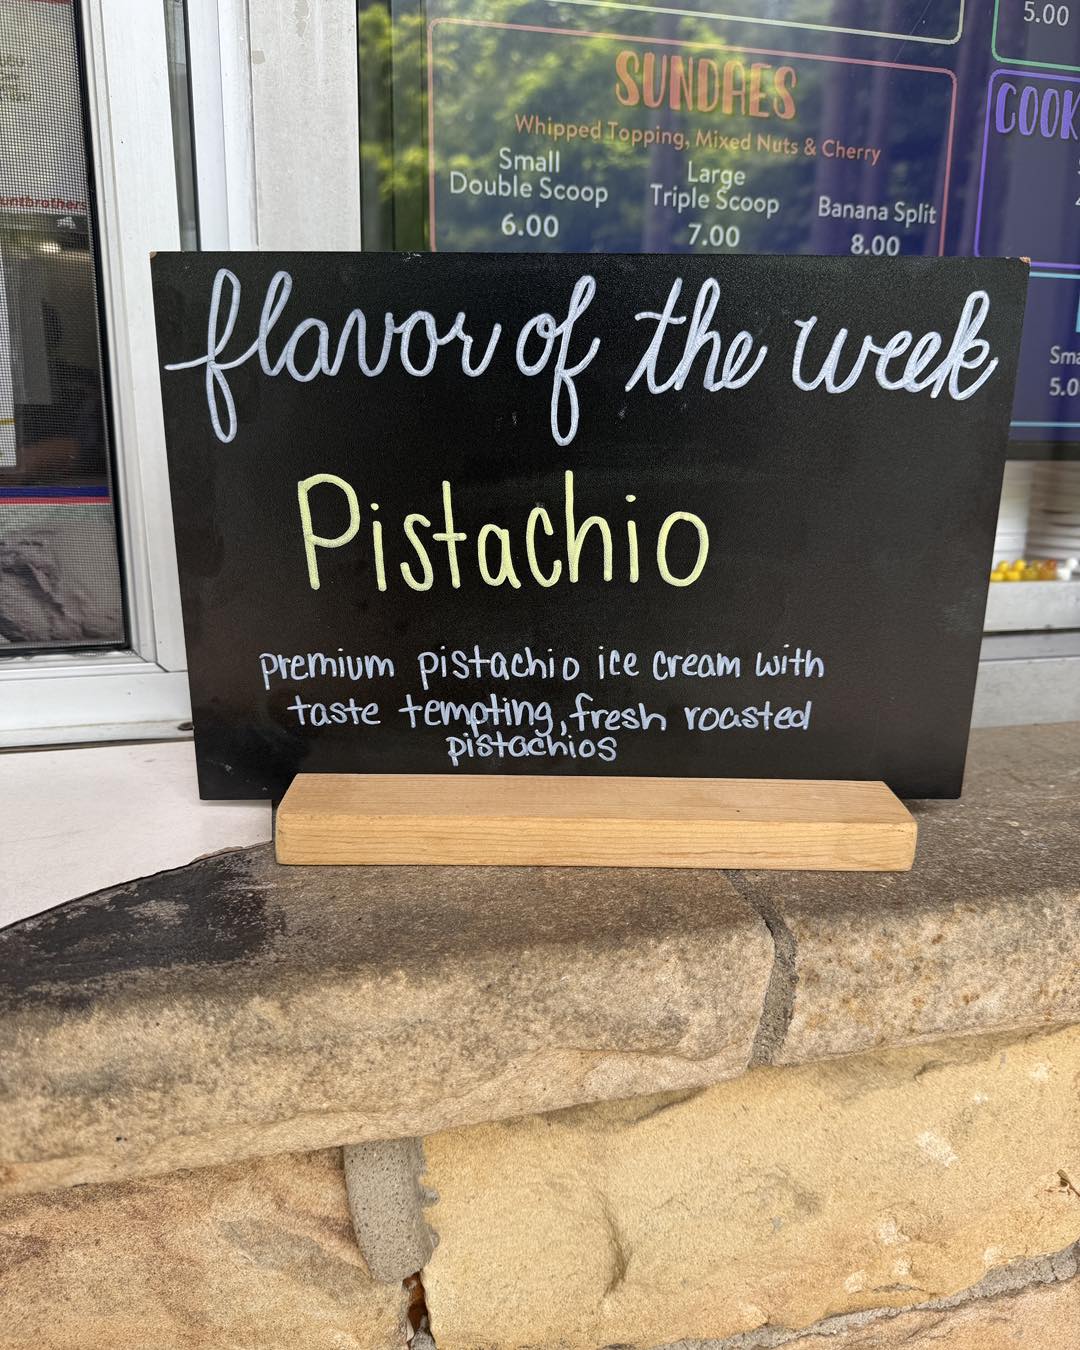 5.00
SUNDAES
Whipped Topping, Mixed Nuts & Cherry
Small
Double Scoop
6.00
Large
Triple Scoop
7.00
Banana Split
8.00
flavor of the week
Pistachio
premium pistachio ice cream with
taste tempting, fresh roasted
pistachios